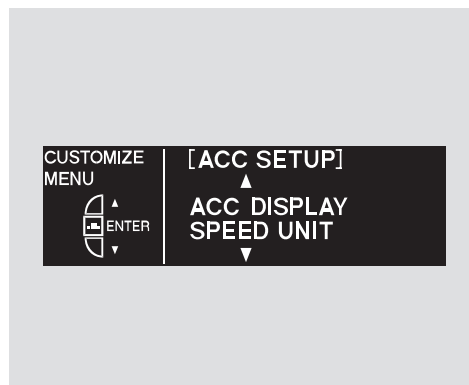 CUSTOMIZE
MENU
ENTER
[ACC SETUP]
ACC DISPLAY
SPEED UNIT